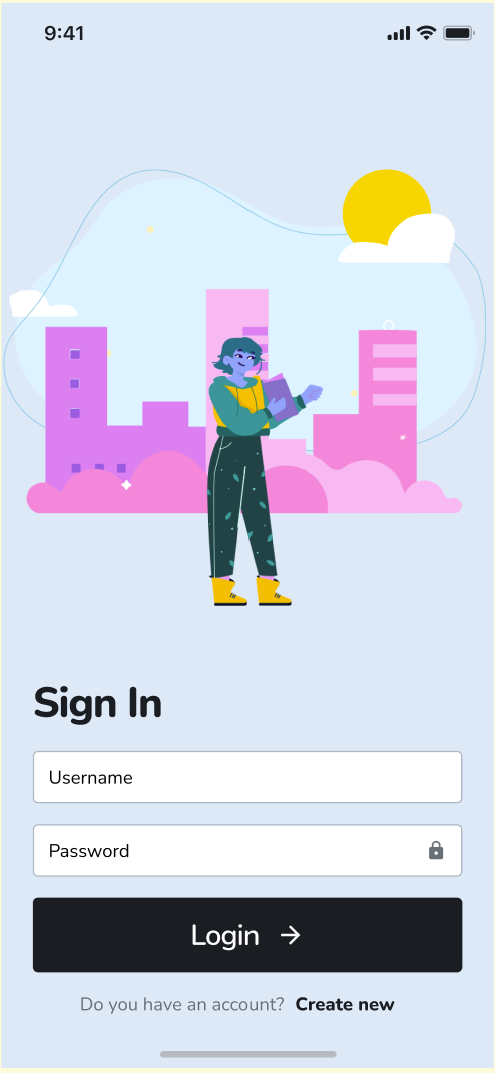 9:41
Sign In
Username
Password
Login
Do you have an account? Create new